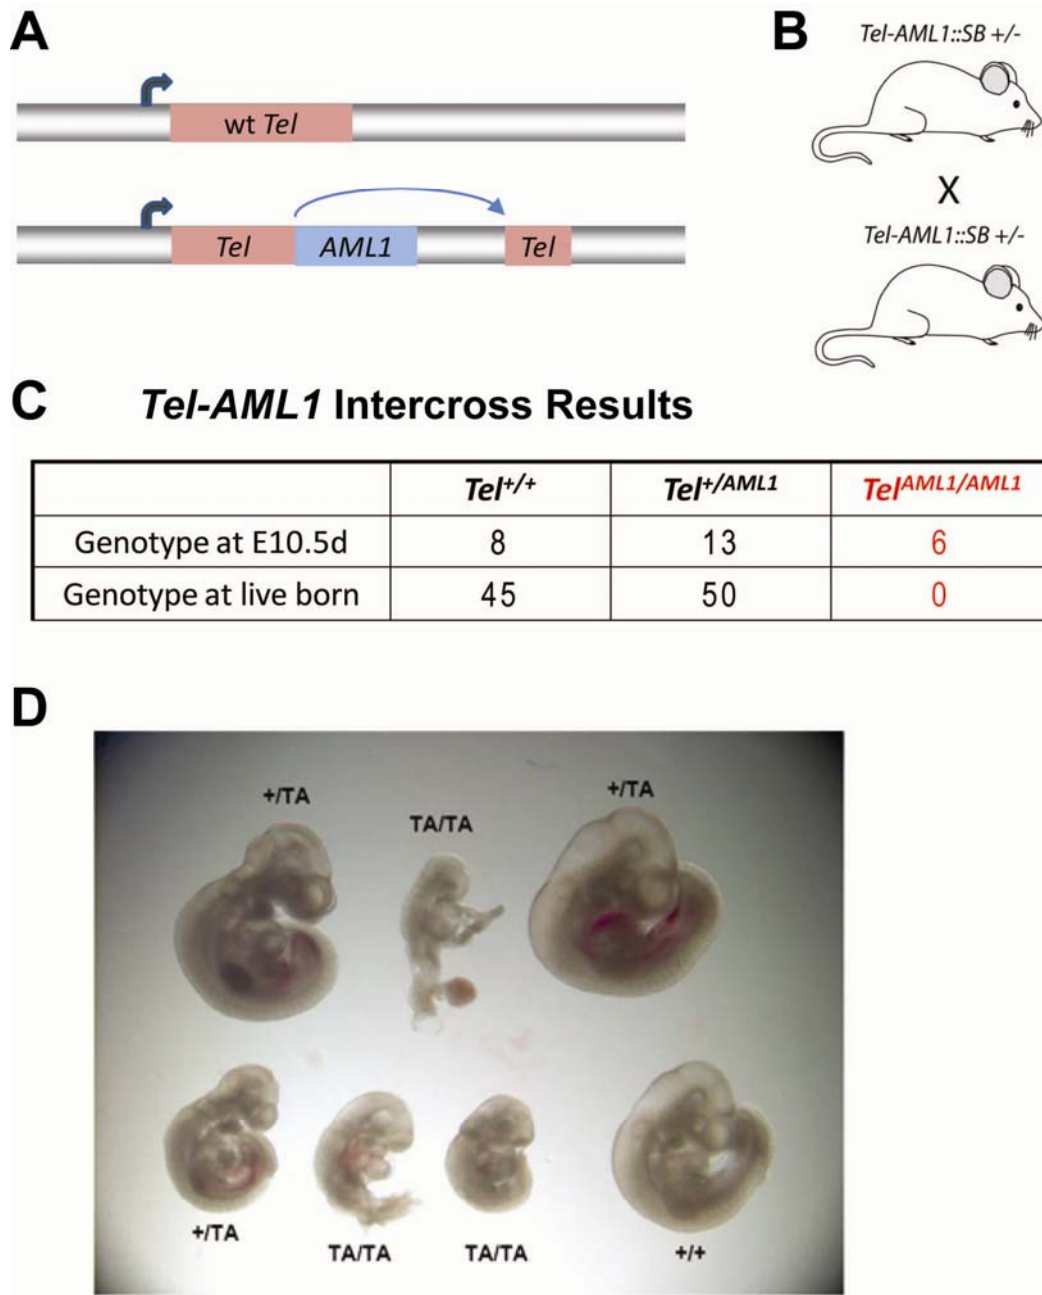 A
wt Tel
Tel AML1 Tel
B
Tel-AML1::SB +/-
X
Tel-AML1::SB +/-
C Tel-AML1 Intercross Results
Tel+/+ Tel+/AML1 TelAML1/AML1
Genotype at E10.5d 8 13 6
Genotype at live born 45 50 0
D
+/TA
TA/TA
+/TA
+/TA
TA/TA
TA/TA
+/+